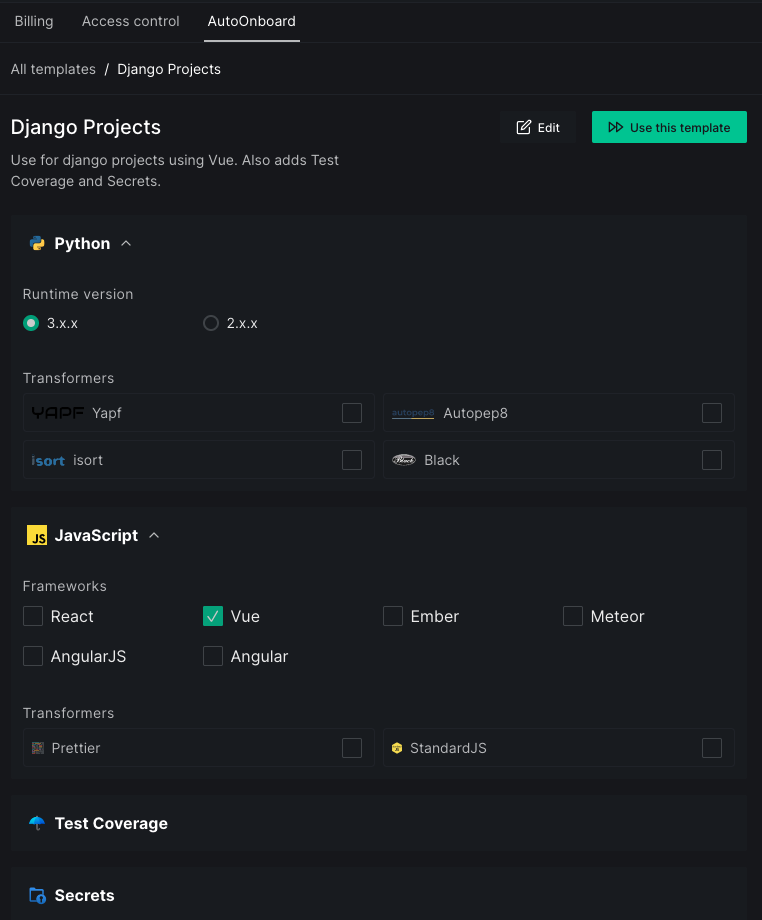 Billing Access control AutoOnboard
All templates / Django Projects
Django Projects
Edit
Use this template
Use for django projects using Vue. Also adds Test
Coverage and Secrets.
Python
Runtime version
3.x.x 2.x.x
Transformers
YAPF Yapf
autopep8 Autopep8
isort isort
Black Black
JS JavaScript
Frameworks
React Vue Ember Meteor
AngularJS Angular
Transformers
Prettier StandardJS
Test Coverage
Secrets